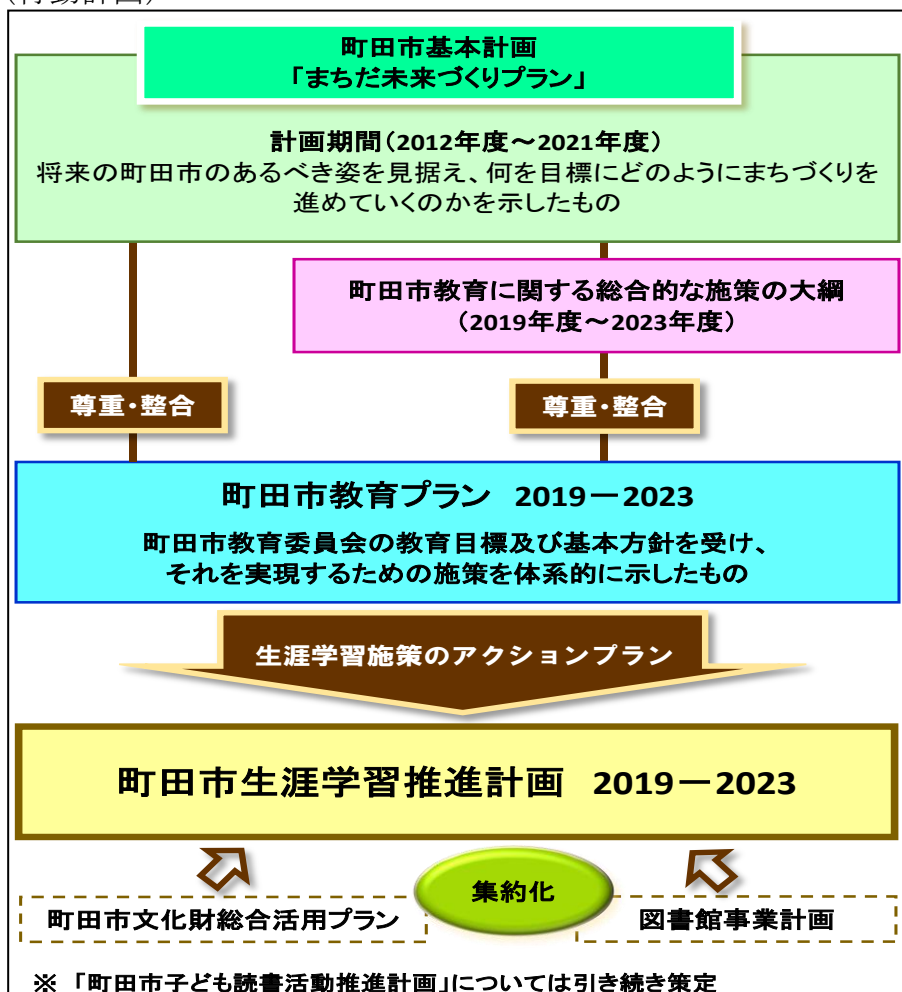 (行動計画)
町田市基本計画
「まちだ未来づくりプラン」
計画期間(2012年度～2021年度)
将来の町田市のあるべき姿を見据え、何を目標にどのようにまちづくりを
進めていくのかを示したもの
町田市教育に関する総合的な施策の大綱
(2019年度～2023年度)
尊重・整合
尊重・整合
町田市教育プラン 2019－2023
町田市教育委員会の教育目標及び基本方針を受け、
それを実現するための施策を体系的に示したもの
生涯学習施策のアクションプラン
町田市生涯学習推進計画 2019－2023
集約化
町田市文化財総合活用プラン
図書館事業計画
※ 「町田市子ども読書活動推進計画」については引き続き策定